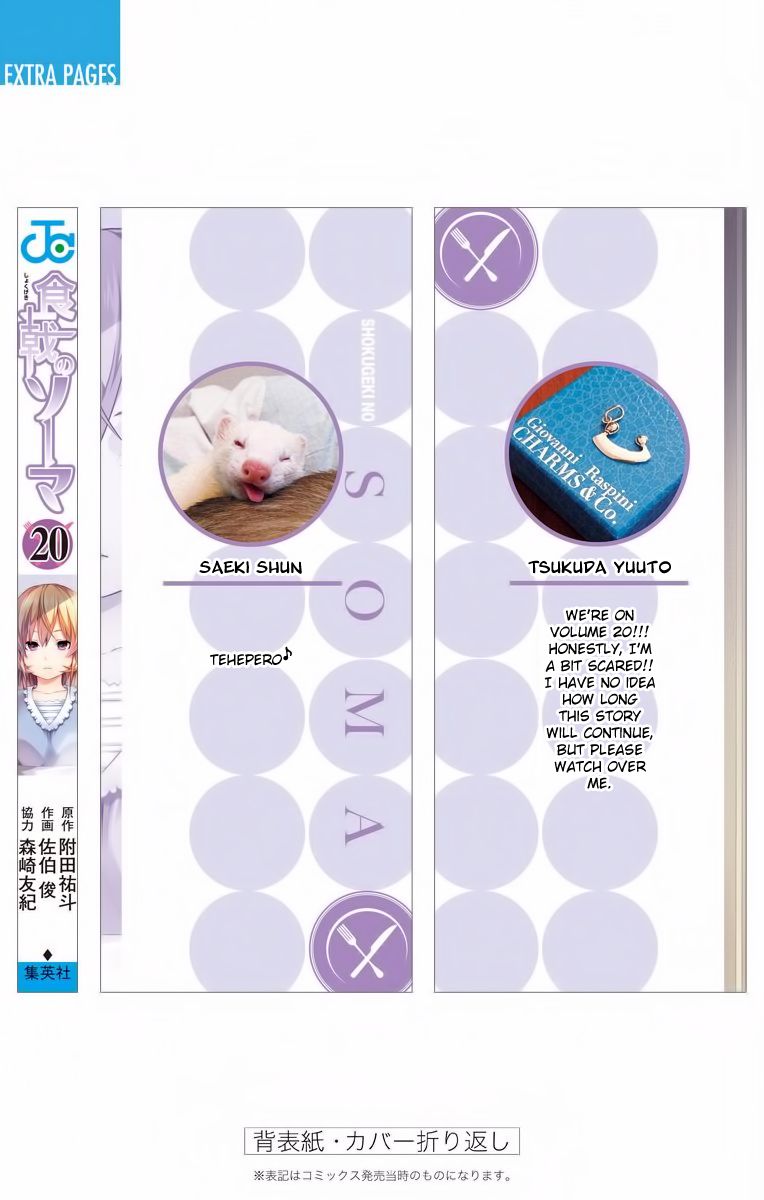 EXTRA PAGES
しょくげき
食戟のソーマ
20
原作 附田祐斗
作画 佐伯 俊
協力 森崎友紀
集英社
SHOKUGEKI NO
SOMA
SAEKI SHUN
TEHEPERO♪
Giovanni Raspini
CHARMS & Co.
TSUKUDA YUUTO
WE'RE ON
VOLUME 20!!!
HONESTLY, I'M
A BIT SCARED!!
I HAVE NO IDEA
HOW LONG
THIS STORY
WILL CONTINUE,
BUT PLEASE
WATCH OVER
ME.
背表紙・カバー折り返し
※表記はコミックス発売当時のものになります。